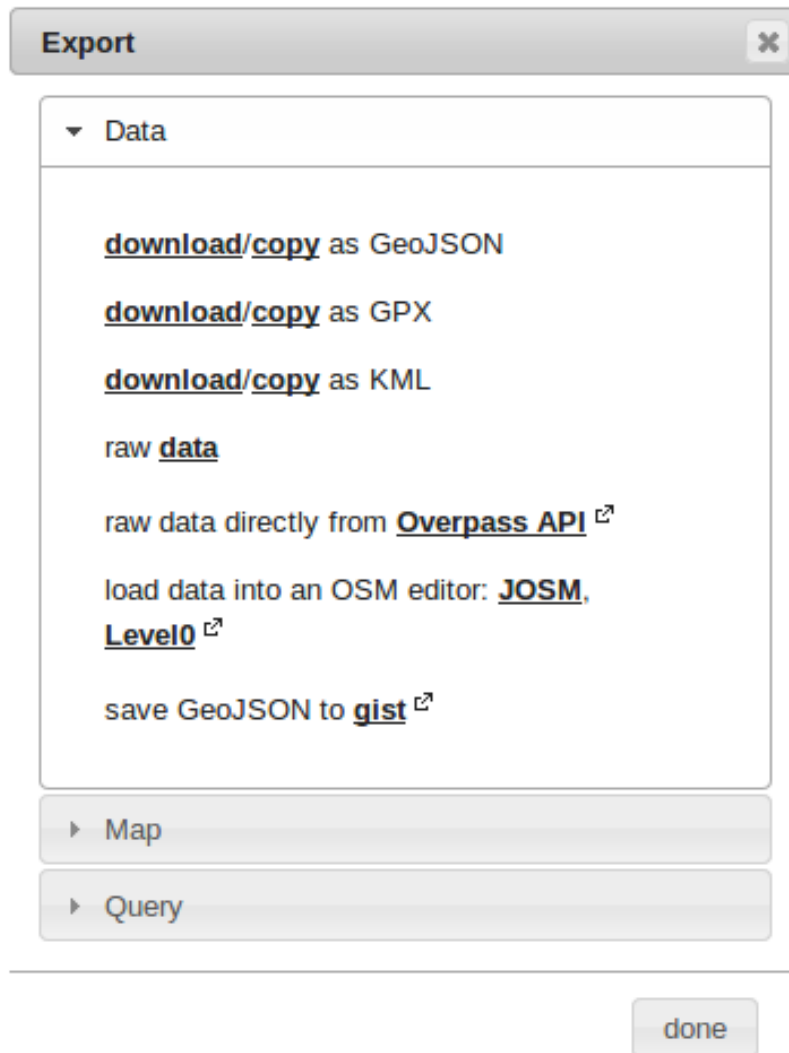 Export
Data
download/copy as GeoJSON
download/copy as GPX
download/copy as KML
raw data
raw data directly from Overpass API
load data into an OSM editor: JOSM,
Level0
save GeoJSON to gist
Map
Query
done